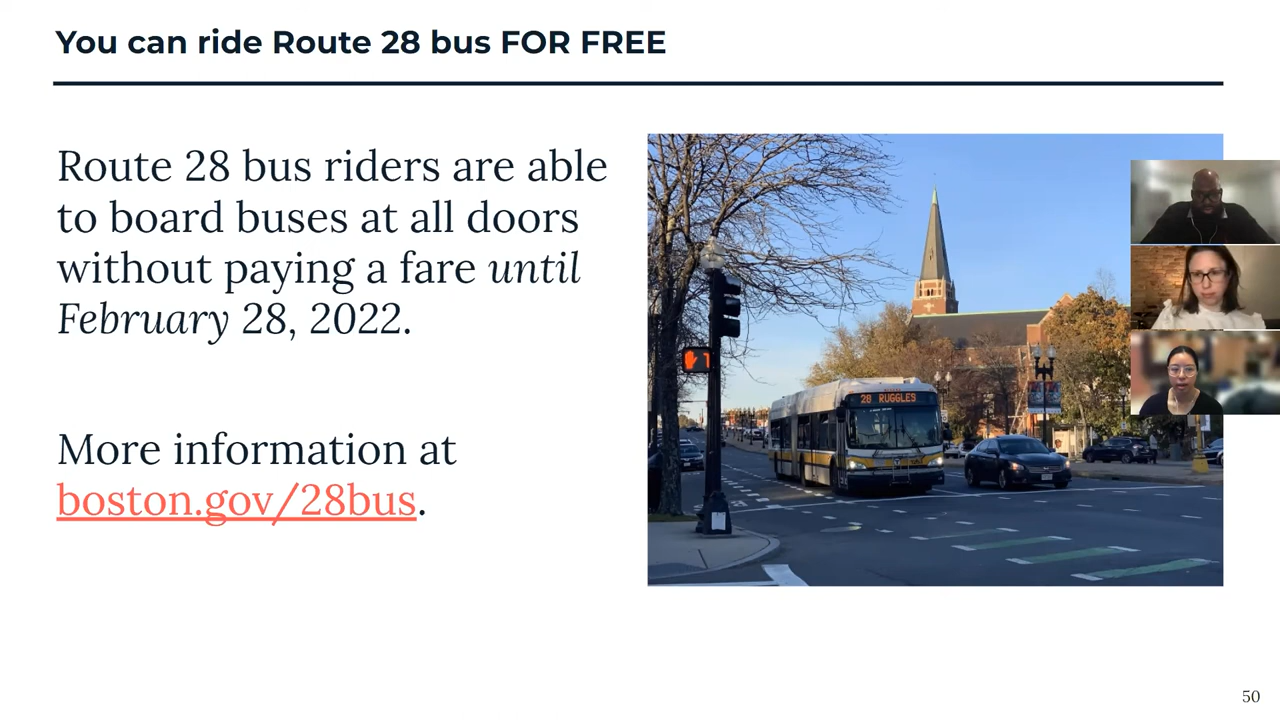 You can ride Route 28 bus FOR FREE
Route 28 bus riders are able
to board buses at all doors
without paying a fare until
February 28, 2022.
More information at
boston.gov/28bus.
28 RUGGLES
50